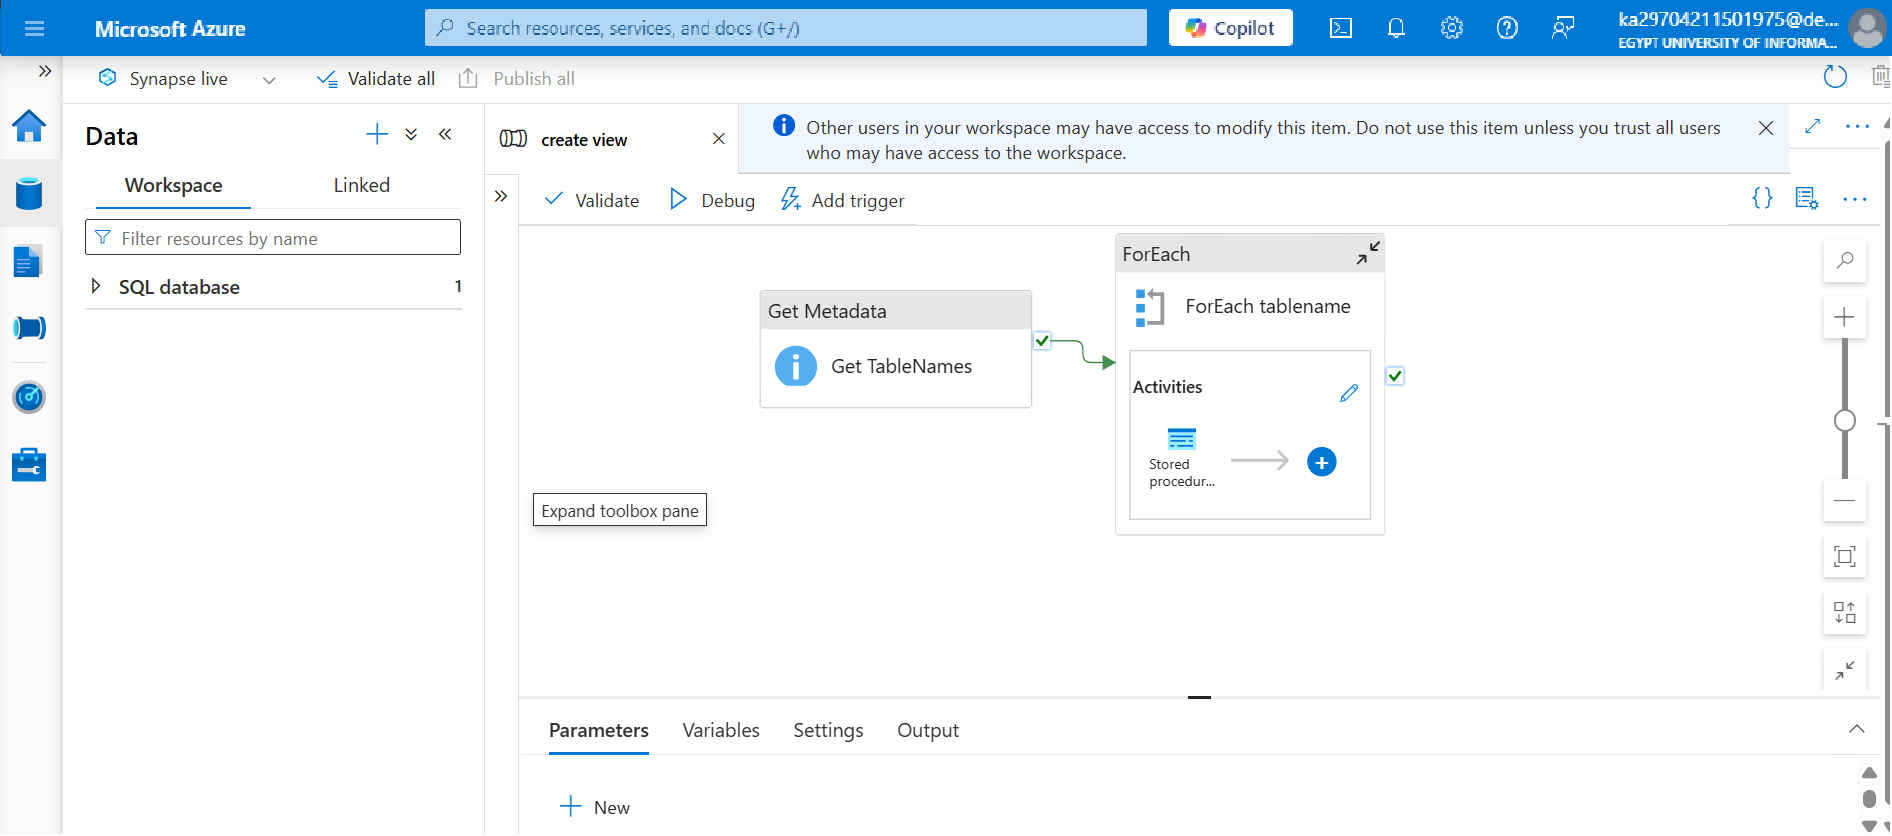 Microsoft Azure
Search resources, services, and docs (G+/)
Copilot
ka29704211501975@de...
EGYPT UNIVERSITY OF INFORMA...
Synapse live
Validate all
Publish all
Data
Workspace
Linked
Filter resources by name
SQL database
1
create view
Other users in your workspace may have access to modify this item. Do not use this item unless you trust all users
who may have access to the workspace.
Validate
Debug
Add trigger
{}
Get Metadata
Get TableNames
ForEach
ForEach tablename
Activities
Stored
procedur...
Expand toolbox pane
Parameters
Variables
Settings
Output
New